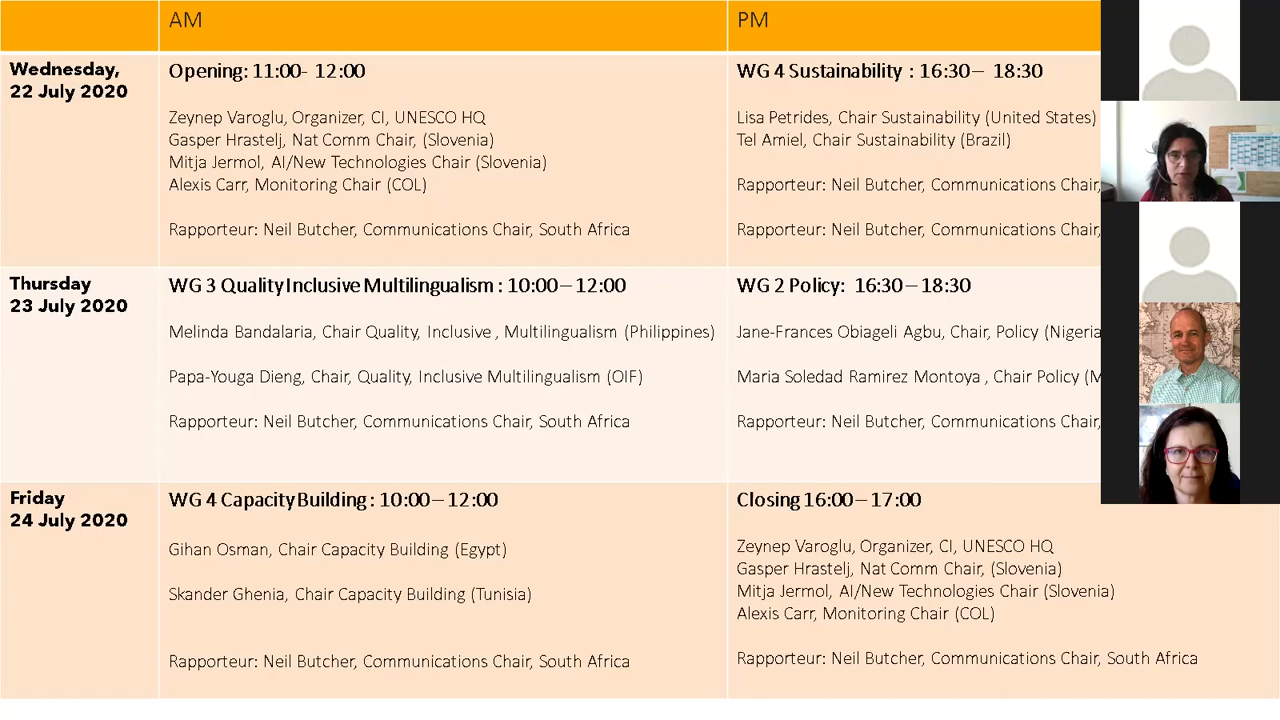 AM
PM
Wednesday,
22 July 2020
Opening: 11:00- 12:00
Zeynep Varoglu, Organizer, CI, UNESCO HQ
Gasper Hrastelj, Nat Comm Chair, (Slovenia)
Mitja Jermol, AI/New Technologies Chair (Slovenia)
Alexis Carr, Monitoring Chair (COL)
Rapporteur: Neil Butcher, Communications Chair, South Africa
WG 4 Sustainability : 16:30 – 18:30
Lisa Petrides, Chair Sustainability (United States)
Tel Amiel, Chair Sustainability (Brazil)
Rapporteur: Neil Butcher, Communications Chair,
Rapporteur: Neil Butcher, Communications Chair,
Thursday
23 July 2020
WG 3 Quality Inclusive Multilingualism : 10:00 – 12:00
Melinda Bandalaria, Chair Quality, Inclusive , Multilingualism (Philippines)
Papa-Youga Dieng, Chair, Quality, Inclusive Multilingualism (OIF)
Rapporteur: Neil Butcher, Communications Chair, South Africa
WG 2 Policy: 16:30 – 18:30
Jane-Frances Obiageli Agbu, Chair, Policy (Nigeria
Maria Soledad Ramirez Montoya , Chair Policy (M
Rapporteur: Neil Butcher, Communications Chair,
Friday
24 July 2020
WG 4 Capacity Building : 10:00 – 12:00
Gihan Osman, Chair Capacity Building (Egypt)
Skander Ghenia, Chair Capacity Building (Tunisia)
Rapporteur: Neil Butcher, Communications Chair, South Africa
Closing 16:00 – 17:00
Zeynep Varoglu, Organizer, CI, UNESCO HQ
Gasper Hrastelj, Nat Comm Chair, (Slovenia)
Mitja Jermol, AI/New Technologies Chair (Slovenia)
Alexis Carr, Monitoring Chair (COL)
Rapporteur: Neil Butcher, Communications Chair, South Africa